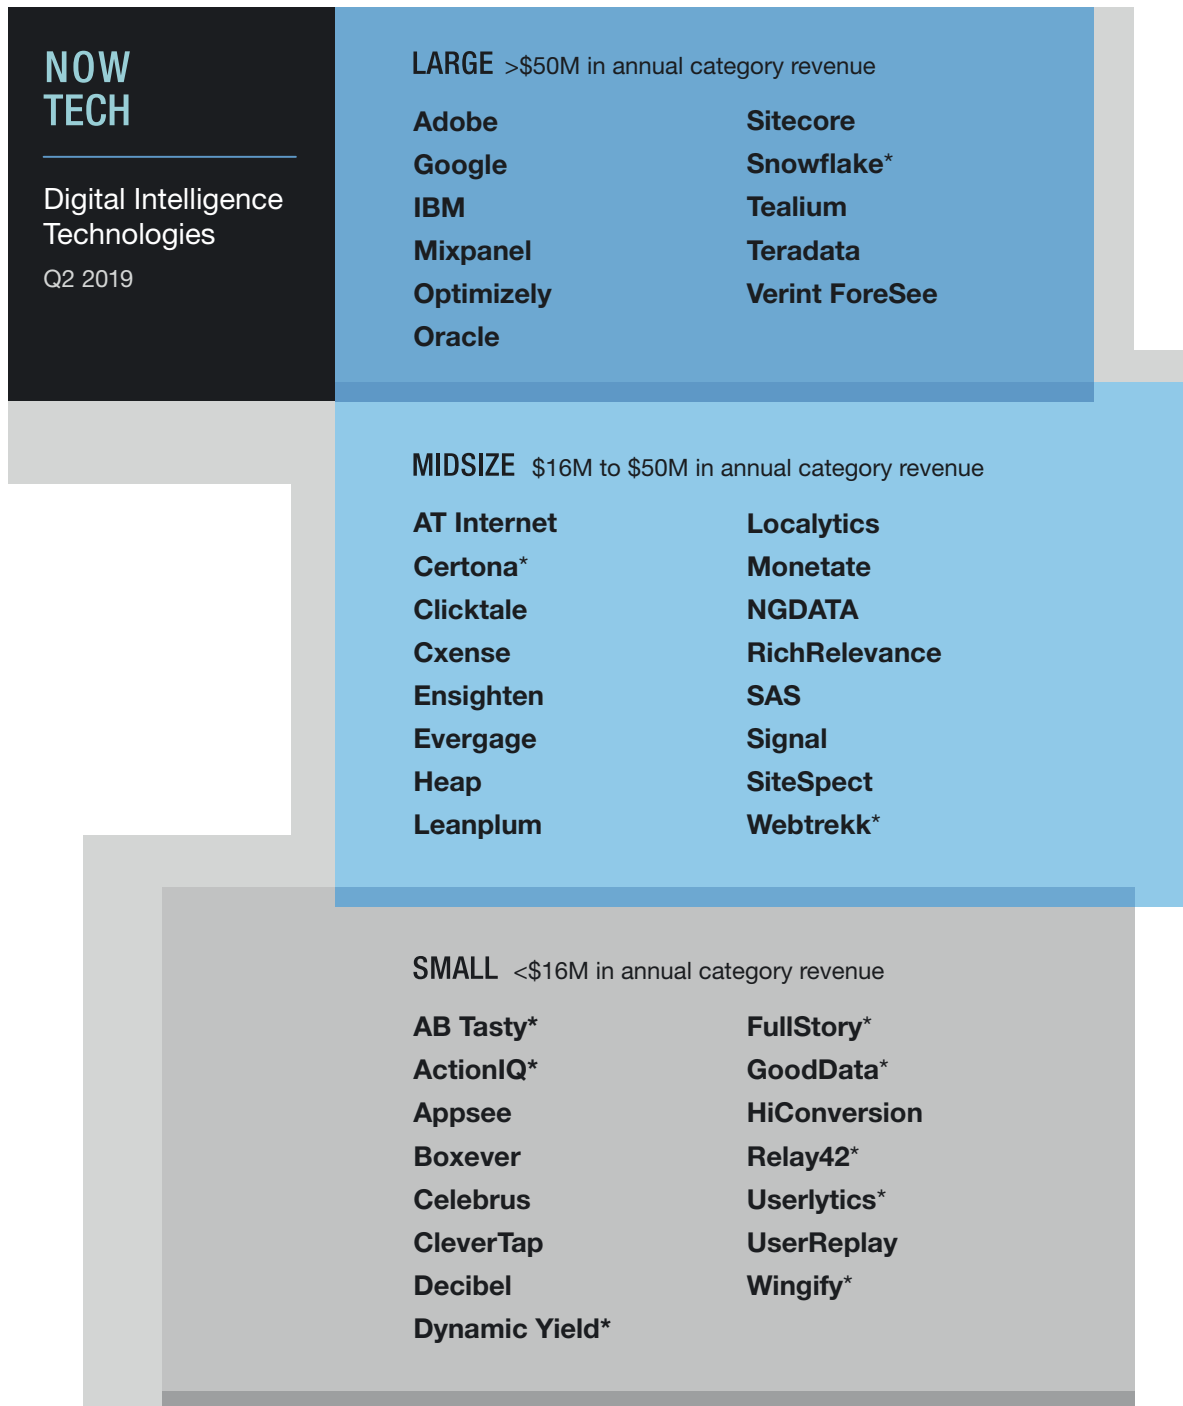 NOW
TECH
Digital Intelligence
Technologies
Q2 2019
LARGE >$50M in annual category revenue
Adobe
Google
IBM
Mixpanel
Optimizely
Oracle
Sitecore
Snowflake*
Tealium
Teradata
Verint ForeSee
MIDSIZE $16M to $50M in annual category revenue
AT Internet
Certona*
Clicktale
Cxense
Ensighten
Evergage
Heap
Leanplum
Localytics
Monetate
NGDATA
RichRelevance
SAS
Signal
SiteSpect
Webtrekk*
SMALL <$16M in annual category revenue
AB Tasty*
ActionIQ*
Appsee
Boxever
Celebrus
CleverTap
Decibel
Dynamic Yield*
FullStory*
GoodData*
HiConversion
Relay42*
Userlytics*
UserReplay
Wingify*